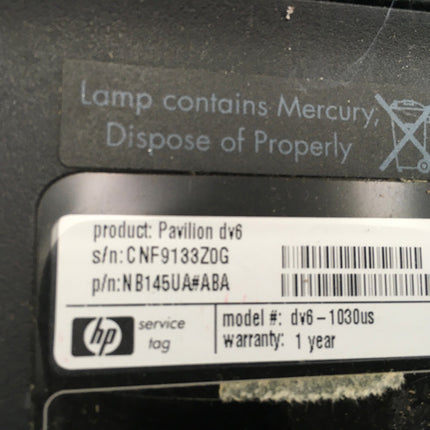 Lamp contains Mercury,
Dispose of Properly
product: Pavilion dv6
s/n: CNF9133Z0G
p/n: NB145UA#ABA
hp service tag
model #: dv6-1030us
warranty: 1 year